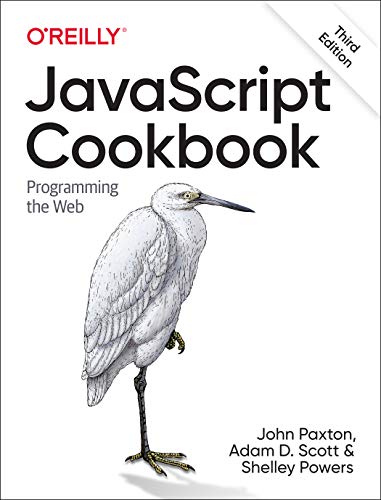 O'REILLY®
Third
Edition
JavaScript
Cookbook
Programming
the Web
John Paxton,
Adam D. Scott &
Shelley Powers